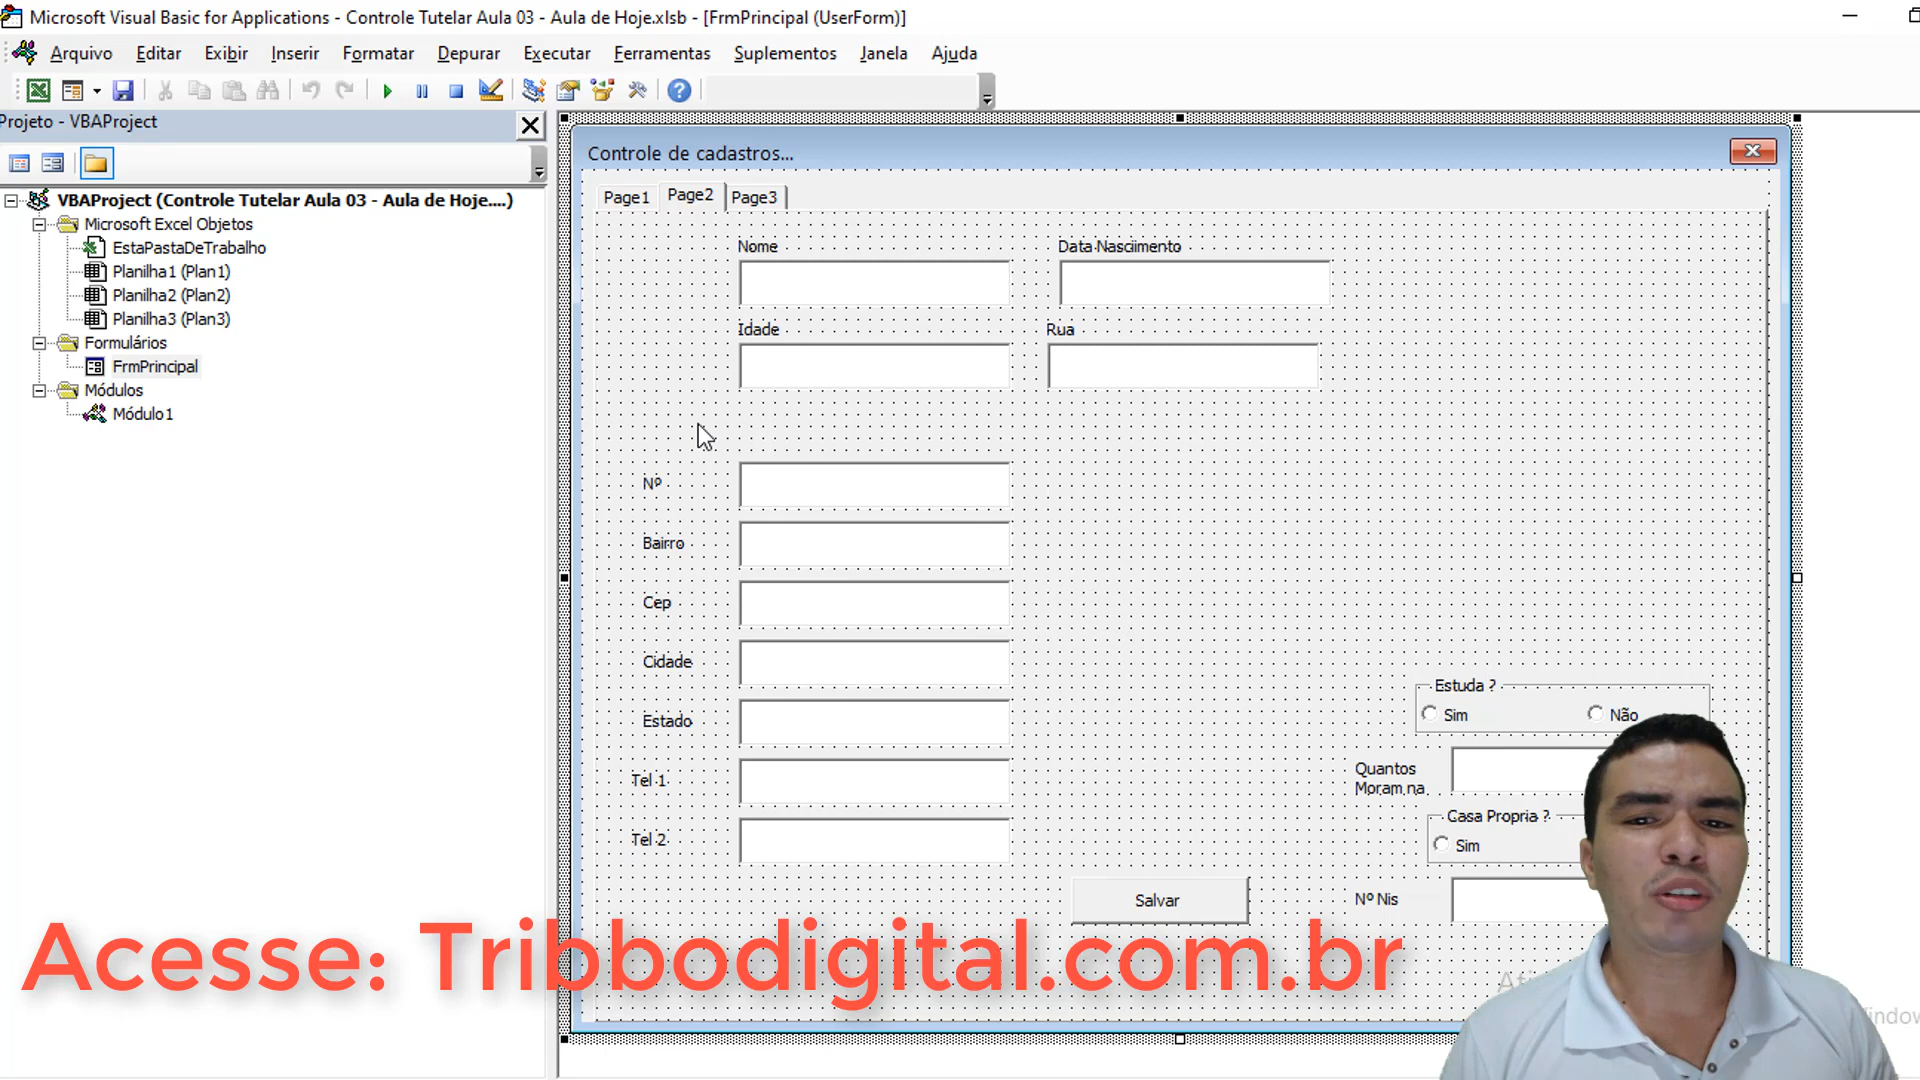 Microsoft Visual Basic for Applications - Controle Tutelar Aula 03 - Aula de Hoje.xlsb - [FrmPrincipal (UserForm)]
Arquivo Editar Exibir Inserir Formatar Depurar Executar Ferramentas Suplementos Janela Ajuda
Projeto - VBAProject
VBAProject (Controle Tutelar Aula 03 - Aula de Hoje....)
Microsoft Excel Objetos
EstaPastaDeTrabalho
Planilha1 (Plan1)
Planilha2 (Plan2)
Planilha3 (Plan3)
Formulários
FrmPrincipal
Módulos
Módulo1
Controle de cadastros...
Page1 Page2 Page3
Nome Data Nasciimento
Idade Rua
Nº
Bairro
Cep
Cidade
Estado
Tel 1
Tel 2
Estuda ?
Sim Não
Quantos
Moram na
Casa Propria ?
Sim
Nº Nis
Salvar
Acesse: Tribbodigital.com.br